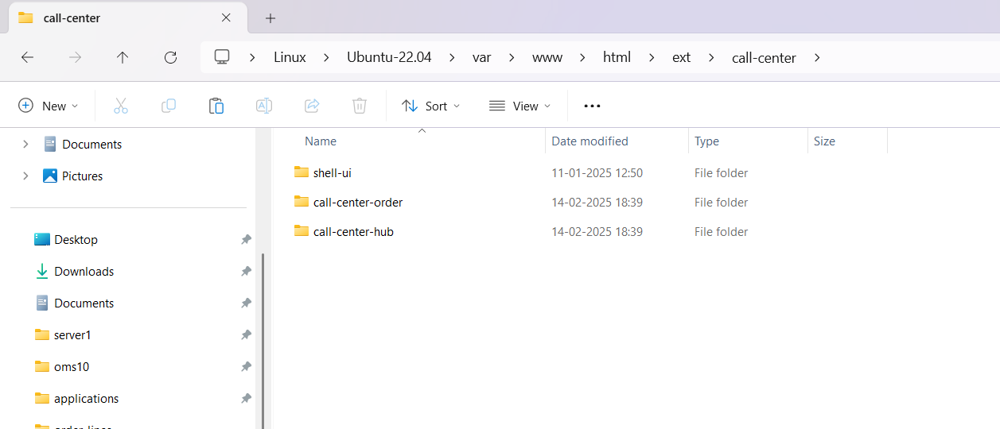 call-center
Linux Ubuntu-22.04 var www html ext call-center
New Sort View
Documents
Pictures
Desktop
Downloads
Documents
server1
oms10
applications
Name Date modified Type Size
shell-ui 11-01-2025 12:50 File folder
call-center-order 14-02-2025 18:39 File folder
call-center-hub 14-02-2025 18:39 File folder